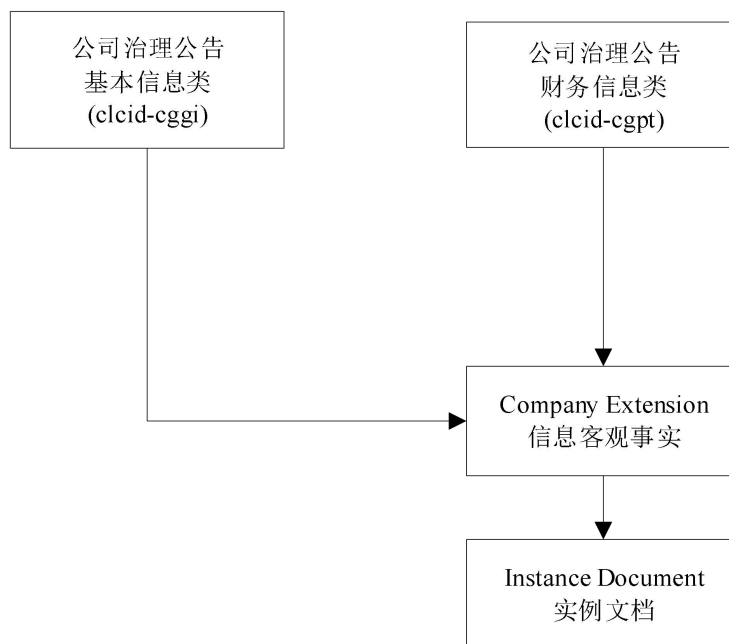 公司治理公告
基本信息类
(clcid-cggi)
公司治理公告
财务信息类
(clcid-cgpt)
Company Extension
信息客观事实
Instance Document
实例文档